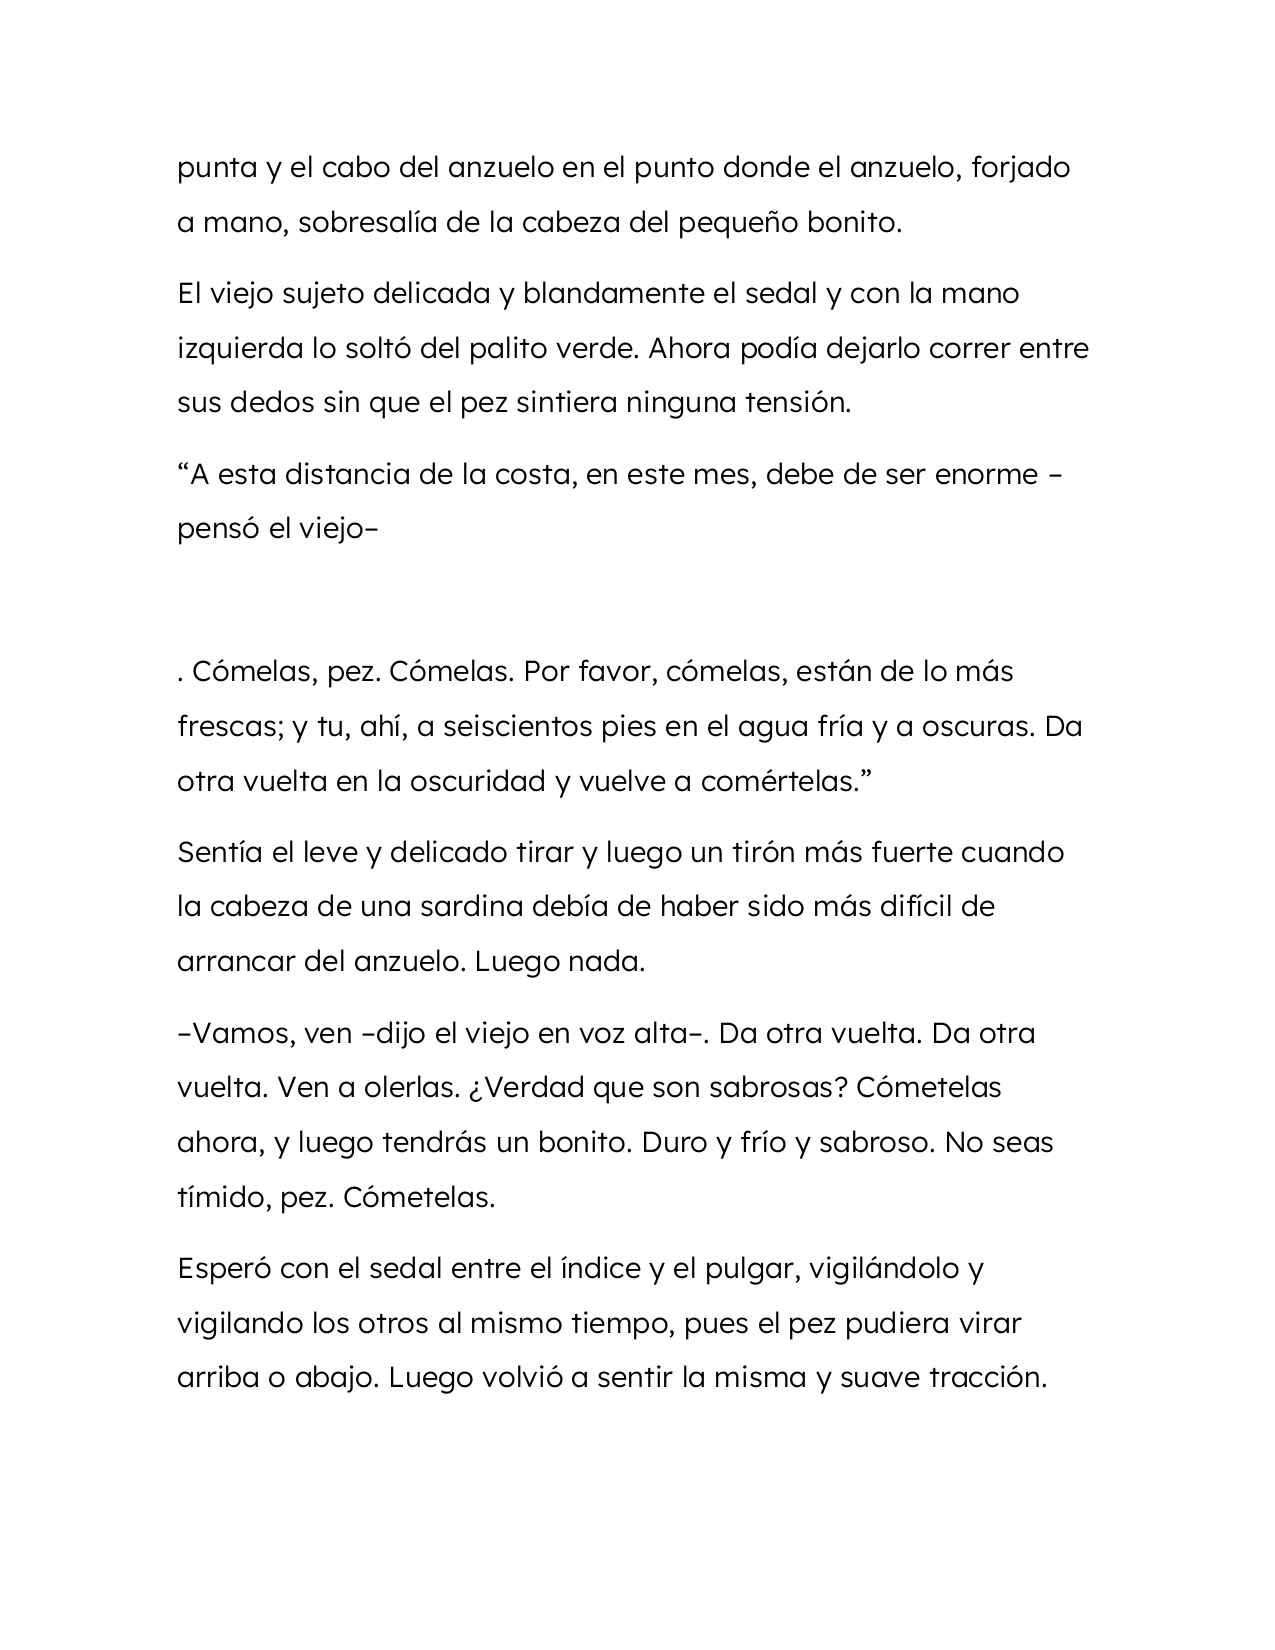 punta y el cabo del anzuelo en el punto donde el anzuelo, forjado
a mano, sobresalía de la cabeza del pequeño bonito.
El viejo sujeto delicada y blandamente el sedal y con la mano
izquierda lo soltó del palito verde. Ahora podía dejarlo correr entre
sus dedos sin que el pez sintiera ninguna tensión.
“A esta distancia de la costa, en este mes, debe de ser enorme –
pensó el viejo–
. Cómelas, pez. Cómelas. Por favor, cómelas, están de lo más
frescas; y tu, ahí, a seiscientos pies en el agua fría y a oscuras. Da
otra vuelta en la oscuridad y vuelve a comértelas.”
Sentía el leve y delicado tirar y luego un tirón más fuerte cuando
la cabeza de una sardina debía de haber sido más difícil de
arrancar del anzuelo. Luego nada.
–Vamos, ven –dijo el viejo en voz alta–. Da otra vuelta. Da otra
vuelta. Ven a olerlas. ¿Verdad que son sabrosas? Cómetelas
ahora, y luego tendrás un bonito. Duro y frío y sabroso. No seas
tímido, pez. Cómetelas.
Esperó con el sedal entre el índice y el pulgar, vigilándolo y
vigilando los otros al mismo tiempo, pues el pez pudiera virar
arriba o abajo. Luego volvió a sentir la misma y suave tracción.